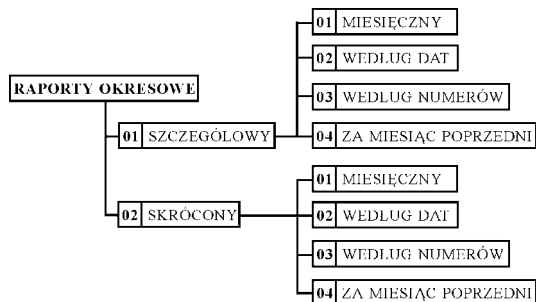 RAPORTY OKRESOWE
01 SZCZEGÓLOWY
01 MIESIĘCZNY
02 WEDŁUG DAT
03 WEDŁUG NUMERÓW
04 ZA MIESIĄC POPRZEDNI
02 SKRÓCONY
01 MIESIĘCZNY
02 WEDŁUG DAT
03 WEDŁUG NUMERÓW
04 ZA MIESIĄC POPRZEDNI